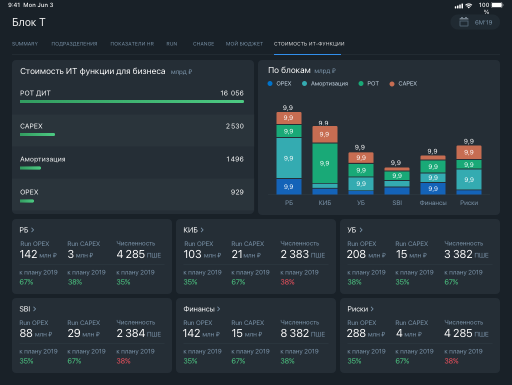 9:41 Mon Jun 3
100 %
Блок Т
6М'19
SUMMARY ПОДРАЗДЕЛЕНИЯ ПОКАЗАТЕЛИ HR RUN CHANGE МОЙ БЮДЖЕТ СТОИМОСТЬ ИТ-ФУНКЦИИ
Стоимость ИТ функции для бизнеса млрд ₽
РОТ ДИТ 16 056
CAPEX 2 530
Амортизация 1 496
OPEX 929
По блокам млрд ₽
OPEX Амортизация РОТ CAPEX
9,9 9,9 9,9 9,9 9,9
9,9 9,9 9,9
9,9 9,9 9,9
9,9 9,9 9,9 9,9
9,9 9,9 9,9 9,9
9,9 9,9 9,9 9,9
РБ КИБ УБ SBI Финансы Риски
РБ >
Run OPEX Run CAPEX Численность
142 млн ₽ 3 млн ₽ 4 285 ПШЕ
к плану 2019 к плану 2019 к плану 2019
67% 38% 35%
КИБ >
Run OPEX Run CAPEX Численность
103 млн ₽ 21 млн ₽ 2 383 ПШЕ
к плану 2019 к плану 2019 к плану 2019
35% 67% 38%
УБ >
Run OPEX Run CAPEX Численность
208 млн ₽ 15 млн ₽ 3 382 ПШЕ
к плану 2019 к плану 2019 к плану 2019
38% 35% 67%
SBI >
Run OPEX Run CAPEX Численность
88 млн ₽ 29 млн ₽ 2 384 ПШЕ
к плану 2019 к плану 2019 к плану 2019
35% 67% 38%
Финансы >
Run OPEX Run CAPEX Численность
142 млн ₽ 15 млн ₽ 8 382 ПШЕ
к плану 2019 к плану 2019 к плану 2019
35% 67% 38%
Риски >
Run OPEX Run CAPEX Численность
288 млн ₽ 4 млн ₽ 4 285 ПШЕ
к плану 2019 к плану 2019 к плану 2019
35% 67% 38%